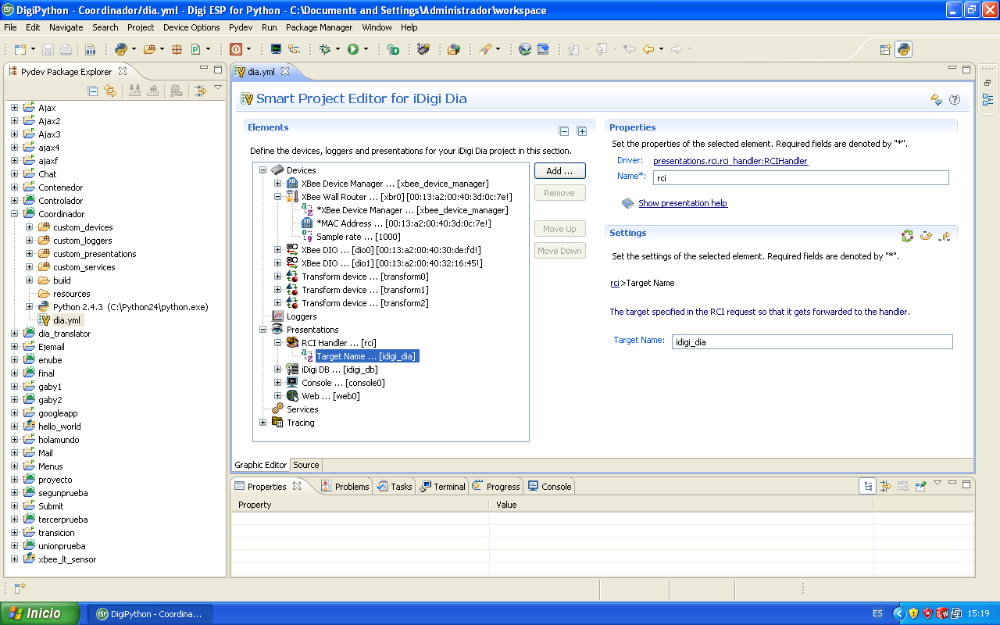 DigiPython - Coordinador/dia.yml - Digi ESP for Python - C:\Documents and Settings\Administrador\workspace
File Edit Navigate Search Project Device Options Pydev Run Package Manager Window Help
Pydev Package Explorer
Ajax
Ajax2
Ajax3
ajax4
ajaxf
Chat
Contenedor
Controlador
Coordinador
custom_devices
custom_loggers
custom_presentations
custom_services
build
resources
Python 2.4.3 (C:\Python24\python.exe)
dia.yml
dia_translator
Ejemail
enube
final
gaby1
gaby2
googleapp
hello_world
holamundo
Mail
Menus
proyecto
segunprueba
Submit
tercerprueba
transicion
unionprueba
xbee_lt_sensor
dia.yml
Smart Project Editor for iDigi Dia
Elements
Define the devices, loggers and presentations for your iDigi Dia project in this section.
Devices
XBee Device Manager ... [xbee_device_manager]
XBee Wall Router ... [xbr0] [00:13:a2:00:40:3d:0c:7e!]
*XBee Device Manager ... [xbee_device_manager]
*MAC Address ... [00:13:a2:00:40:3d:0c:7e!]
Sample rate ... [1000]
XBee DIO ... [dio0] [00:13:a2:00:40:30:de:fd!]
XBee DIO ... [dio1] [00:13:a2:00:40:32:16:45!]
Transform device ... [transform0]
Transform device ... [transform1]
Transform device ... [transform2]
Loggers
Presentations
RCI Handler ... [rci]
Target Name ... [idigi_dia]
iDigi DB ... [idigi_db]
Console ... [console0]
Web ... [web0]
Services
Tracing
Add ...
Remove
Move Up
Move Down
Properties
Set the properties of the selected element. Required fields are denoted by "*".
Driver: presentations.rci.rci_handler:RCIHandler
Name*: rci
Show presentation help
Settings
Set the settings of the selected element. Required fields are denoted by "*".
rci>Target Name
The target specified in the RCI request so that it gets forwarded to the handler.
Target Name: idigi_dia
Graphic Editor Source
Properties Problems Tasks Terminal Progress Console
Property Value
Inicio
ESP
DigiPython - Coordina...
ES
15:19